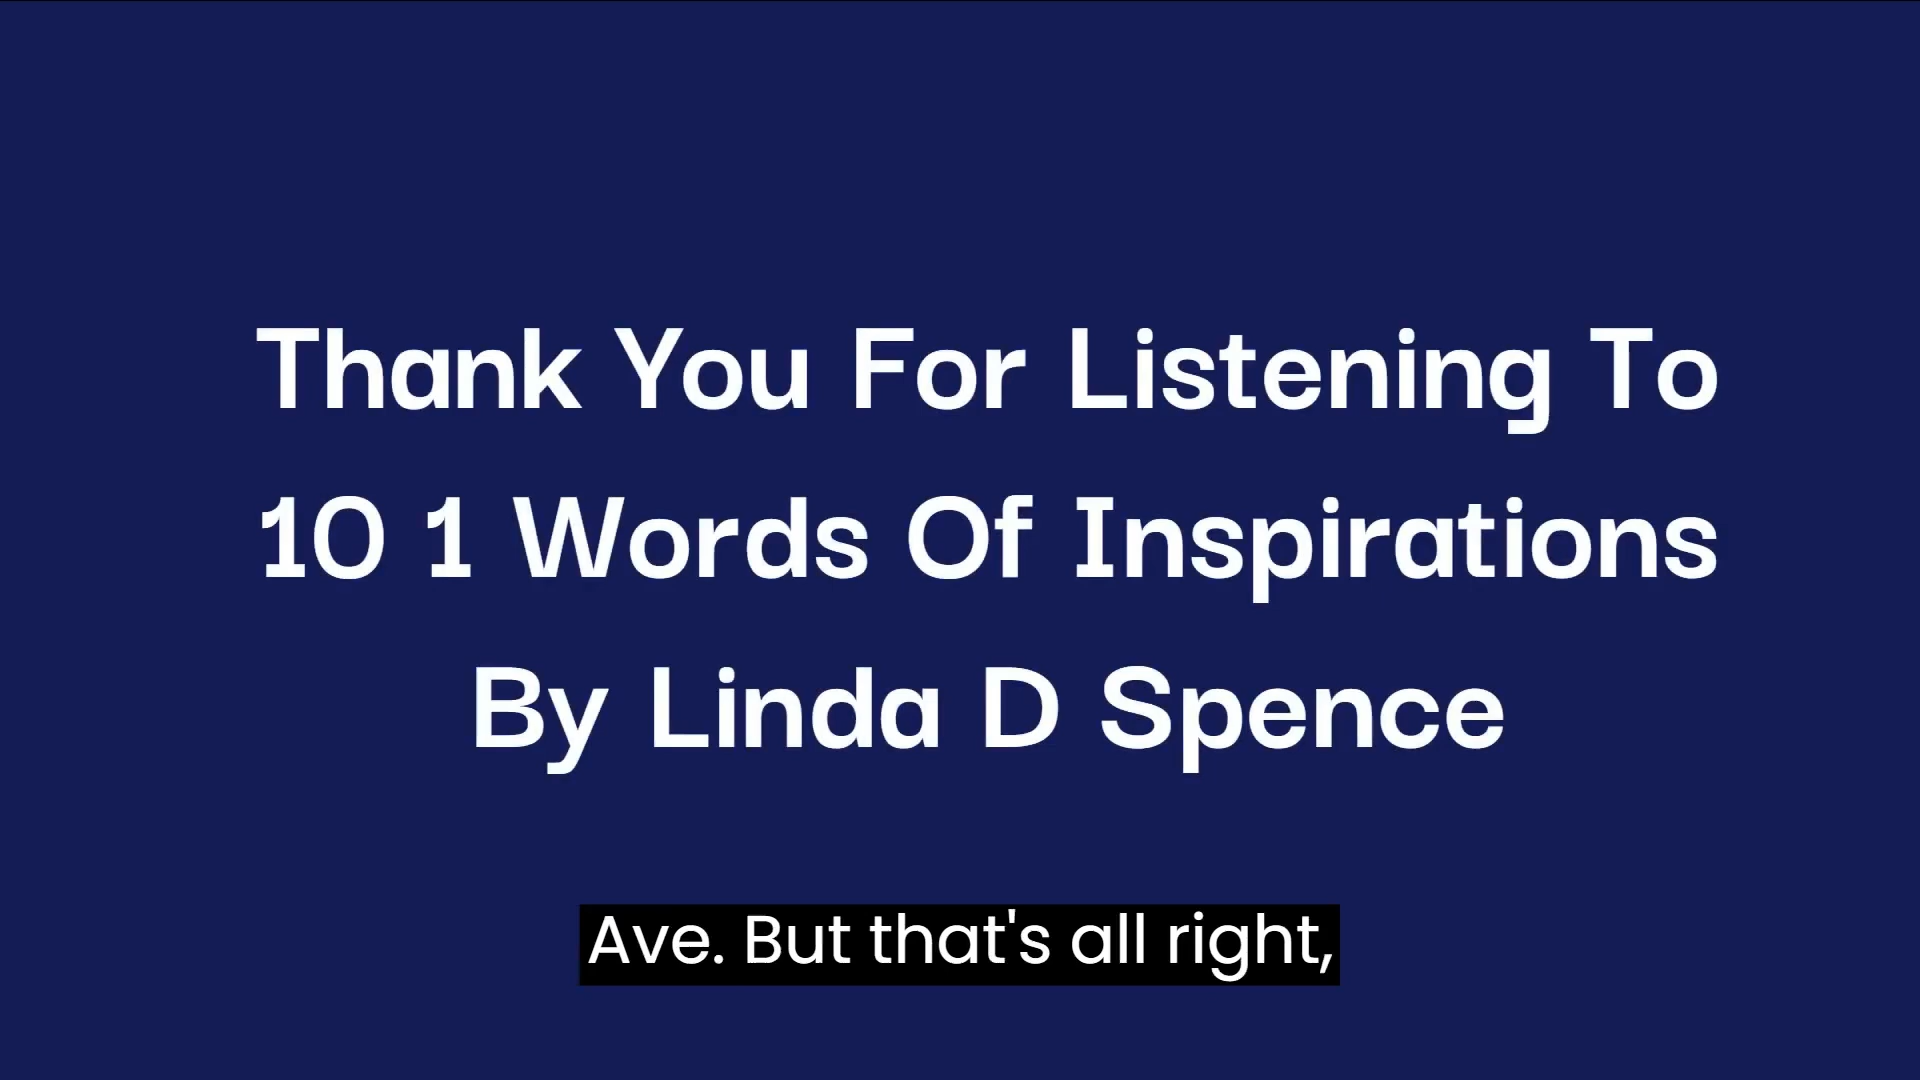 Thank You For Listening To
10 1 Words Of Inspirations
By Linda D Spence
Ave. But that's all right,